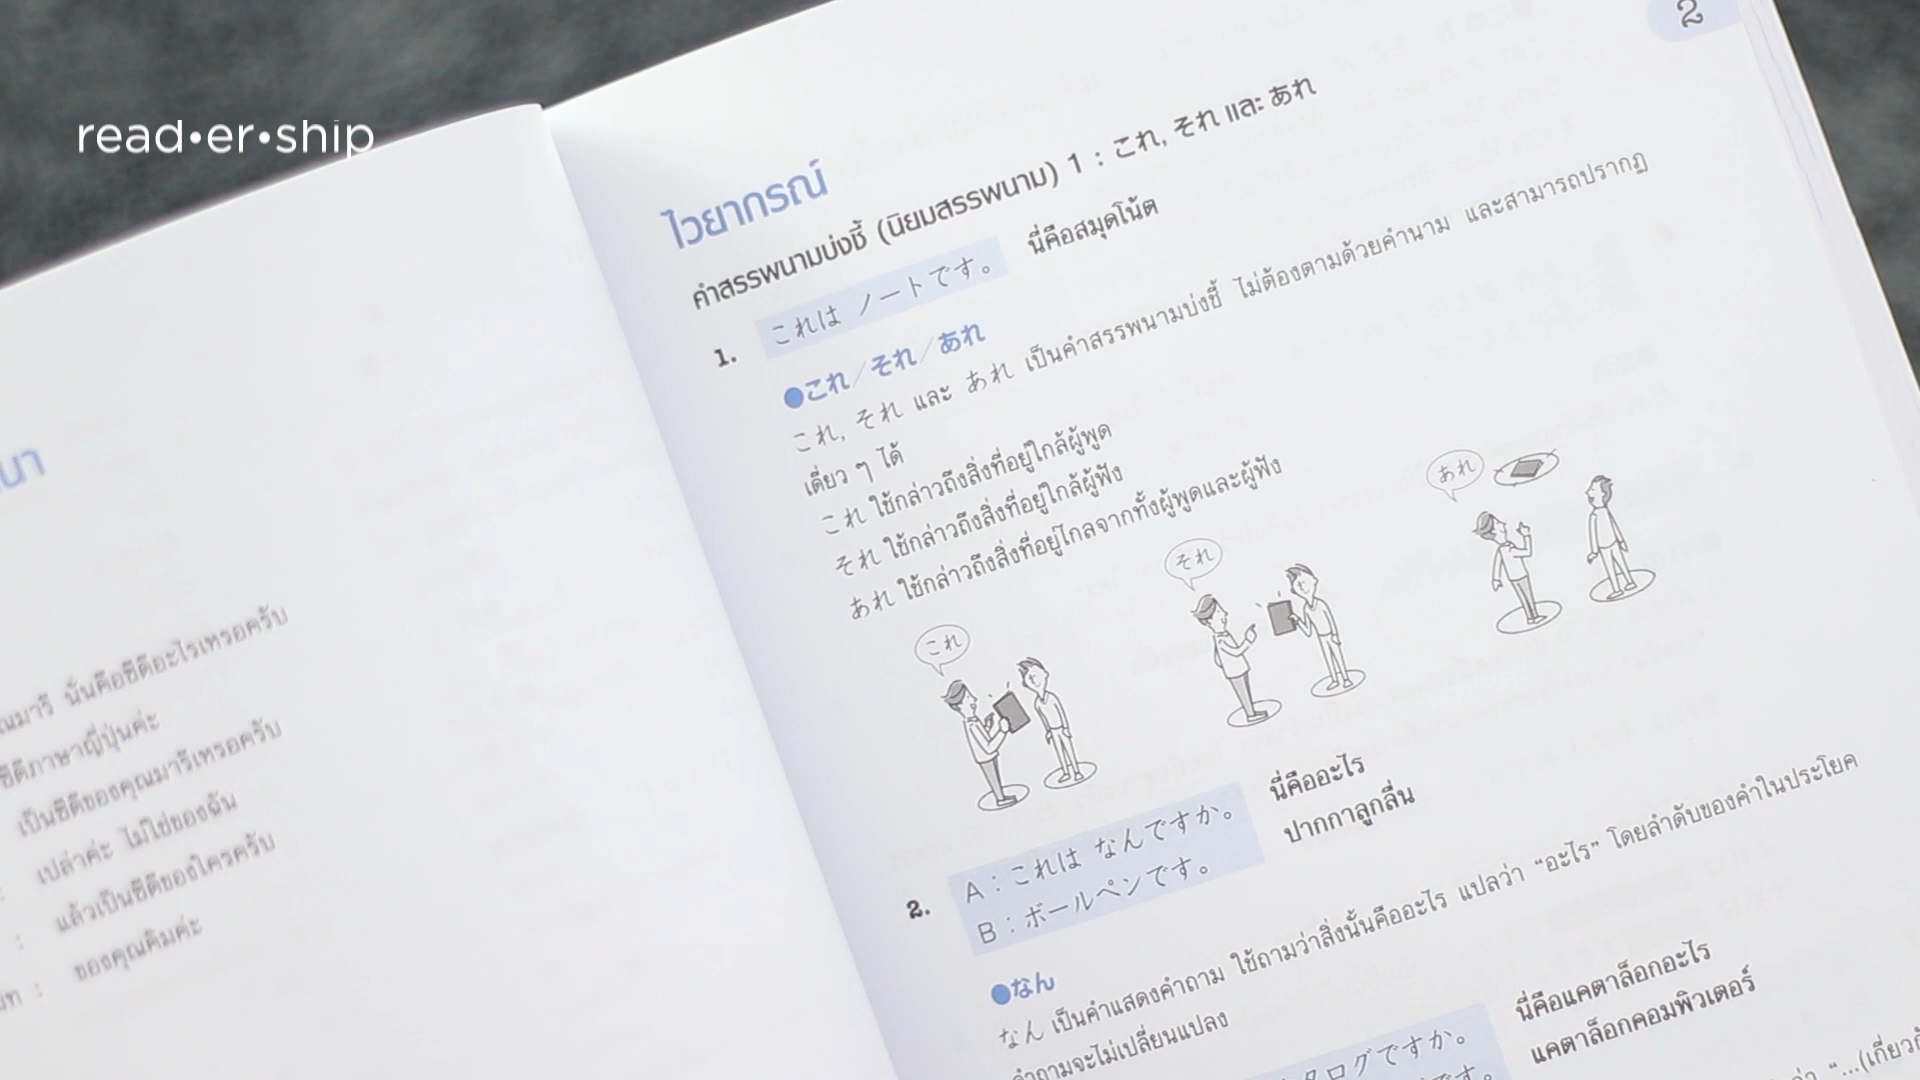 read•er•ship
นา
ณมารี นั่นคือซีดีอะไรเหรอครับ
ซีดีภาษาญี่ปุ่นค่ะ
เป็นซีดีของคุณมารีเหรอครับ
เปล่าค่ะ ไม่ใช่ของฉัน
: แล้วเป็นซีดีของใครครับ
: ของคุณคิมค่ะ
2
ไวยากรณ์
คำสรรพนามบ่งชี้ (นิยมสรรพนาม) 1 : これ, それ และ あれ
1. これは ノートです。 นี่คือสมุดโน้ต
●これ／それ／あれ
これ, それ และ あれ เป็นคำสรรพนามบ่งชี้ ไม่ต้องตามด้วยคำนาม และสามารถปรากฏ
เดี่ยว ๆ ได้
これ ใช้กล่าวถึงสิ่งที่อยู่ใกล้ผู้พูด
それ ใช้กล่าวถึงสิ่งที่อยู่ใกล้ผู้ฟัง
あれ ใช้กล่าวถึงสิ่งที่อยู่ไกลจากทั้งผู้พูดและผู้ฟัง
これ
それ
あれ
2. A : これは なんですか。 นี่คืออะไร
B : ボールペンです。 ปากกาลูกลื่น
●なん
なん เป็นคำแสดงคำถาม ใช้ถามว่าสิ่งนั้นคืออะไร แปลว่า “อะไร” โดยลำดับของคำในประโยค
คำถามจะไม่เปลี่ยนแปลง
タログですか。 นี่คือแคตาล็อกอะไร
です。 แคตาล็อกคอมพิวเตอร์
ว่า “...(เกี่ยวกั